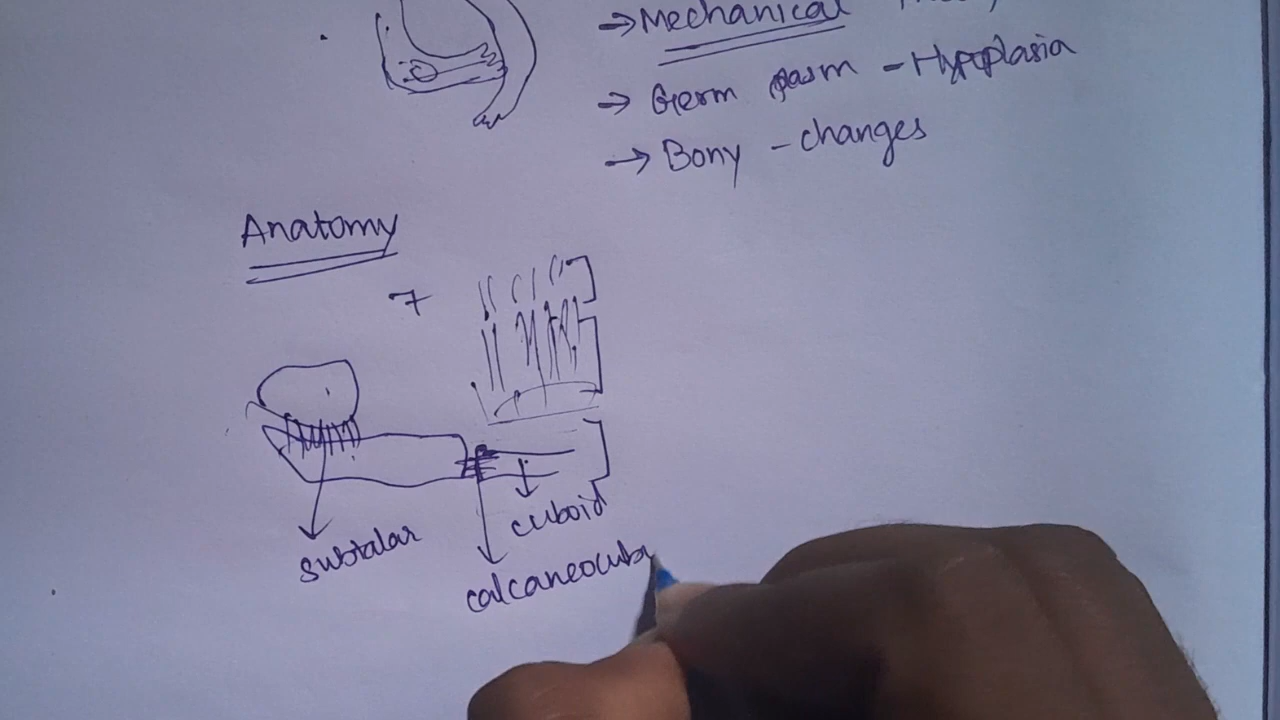 → Mechanical
→ Germ plasm - Hypoplasia
→ Bony - changes
Anatomy
7
cuboid
subtalar
calcaneocub